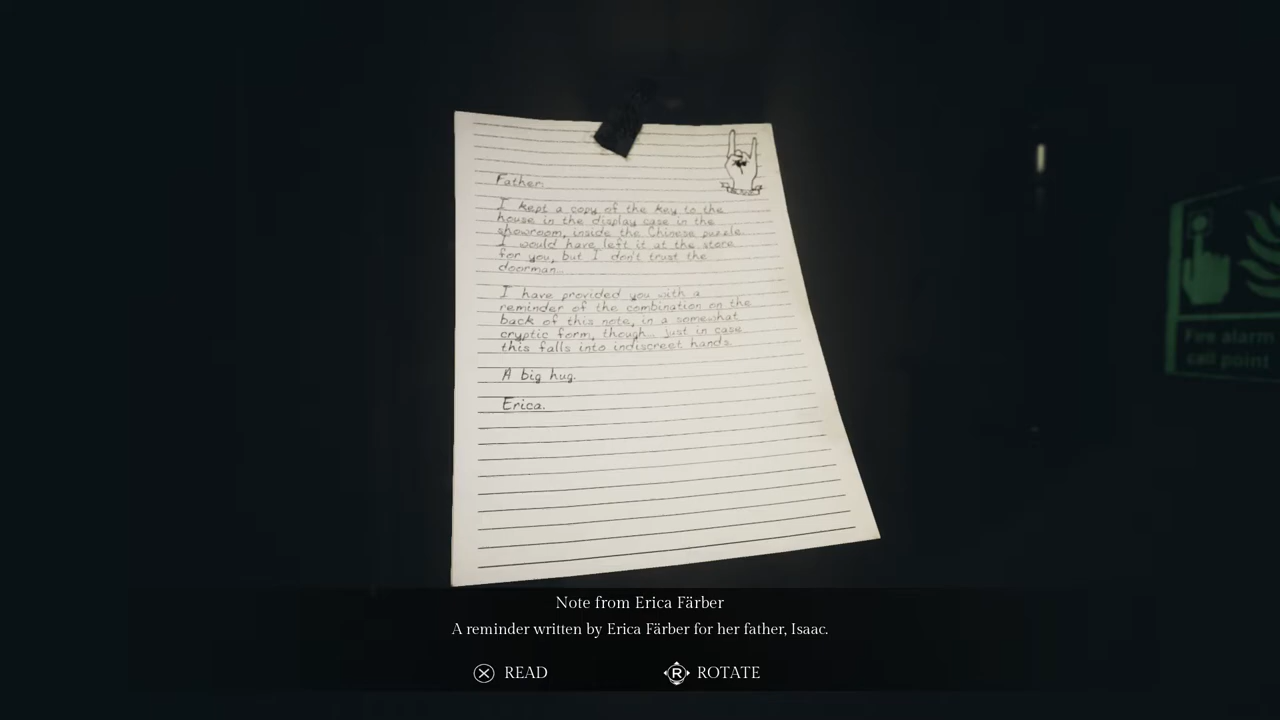 Father:
I kept a copy of the key to the
house in the display case in the
showroom, inside the Chinese puzzle.
I would have left it at the store
for you, but I don't trust the
doorman...
I have provided you with a
reminder of the combination on the
back of this note, in a somewhat
cryptic form, though... just in case
this falls into indiscreet hands.
A big hug.
Erica.
Fire alarm
call point
Note from Erica Färber
A reminder written by Erica Färber for her father, Isaac.
READ
R ROTATE